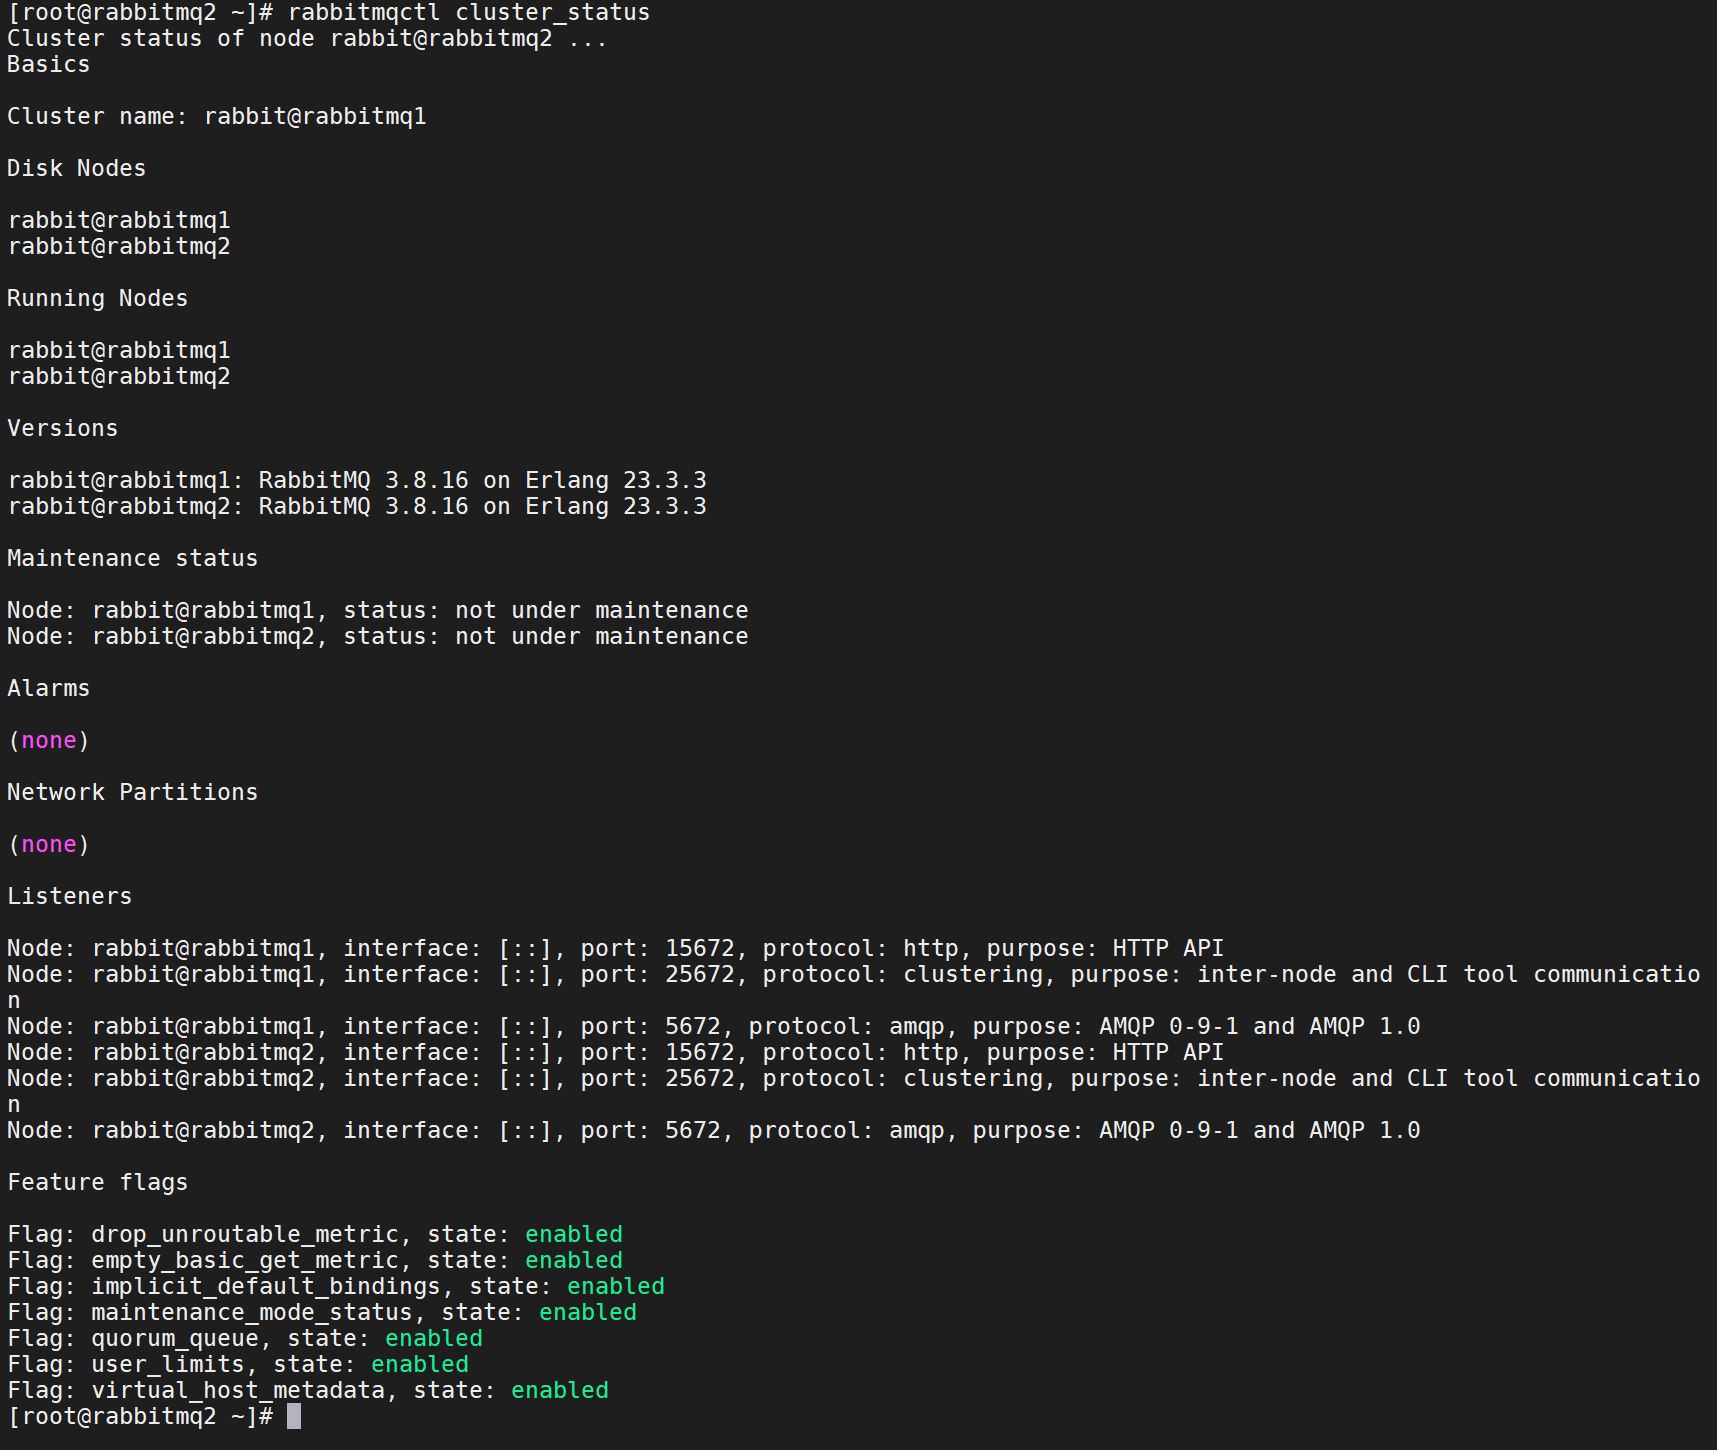 [root@rabbitmq2 ~]# rabbitmqctl cluster_status
Cluster status of node rabbit@rabbitmq2 ...
Basics
Cluster name: rabbit@rabbitmq1
Disk Nodes
rabbit@rabbitmq1
rabbit@rabbitmq2
Running Nodes
rabbit@rabbitmq1
rabbit@rabbitmq2
Versions
rabbit@rabbitmq1: RabbitMQ 3.8.16 on Erlang 23.3.3
rabbit@rabbitmq2: RabbitMQ 3.8.16 on Erlang 23.3.3
Maintenance status
Node: rabbit@rabbitmq1, status: not under maintenance
Node: rabbit@rabbitmq2, status: not under maintenance
Alarms
(none)
Network Partitions
(none)
Listeners
Node: rabbit@rabbitmq1, interface: [::], port: 15672, protocol: http, purpose: HTTP API
Node: rabbit@rabbitmq1, interface: [::], port: 25672, protocol: clustering, purpose: inter-node and CLI tool communicatio
n
Node: rabbit@rabbitmq1, interface: [::], port: 5672, protocol: amqp, purpose: AMQP 0-9-1 and AMQP 1.0
Node: rabbit@rabbitmq2, interface: [::], port: 15672, protocol: http, purpose: HTTP API
Node: rabbit@rabbitmq2, interface: [::], port: 25672, protocol: clustering, purpose: inter-node and CLI tool communicatio
n
Node: rabbit@rabbitmq2, interface: [::], port: 5672, protocol: amqp, purpose: AMQP 0-9-1 and AMQP 1.0
Feature flags
Flag: drop_unroutable_metric, state: enabled
Flag: empty_basic_get_metric, state: enabled
Flag: implicit_default_bindings, state: enabled
Flag: maintenance_mode_status, state: enabled
Flag: quorum_queue, state: enabled
Flag: user_limits, state: enabled
Flag: virtual_host_metadata, state: enabled
[root@rabbitmq2 ~]#